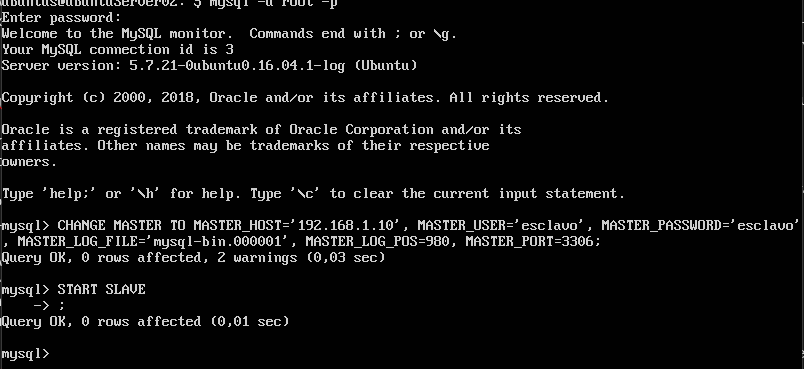 ubuntus@ubuntuServer02:~$ mysql -u root -p
Enter password:
Welcome to the MySQL monitor.  Commands end with ; or \g.
Your MySQL connection id is 3
Server version: 5.7.21-0ubuntu0.16.04.1-log (Ubuntu)
Copyright (c) 2000, 2018, Oracle and/or its affiliates. All rights reserved.
Oracle is a registered trademark of Oracle Corporation and/or its
affiliates. Other names may be trademarks of their respective
owners.
Type 'help;' or '\h' for help. Type '\c' to clear the current input statement.
mysql> CHANGE MASTER TO MASTER_HOST='192.168.1.10', MASTER_USER='esclavo', MASTER_PASSWORD='esclavo'
, MASTER_LOG_FILE='mysql-bin.000001', MASTER_LOG_POS=980, MASTER_PORT=3306;
Query OK, 0 rows affected, 2 warnings (0,03 sec)
mysql> START SLAVE
    -> ;
Query OK, 0 rows affected (0,01 sec)
mysql>